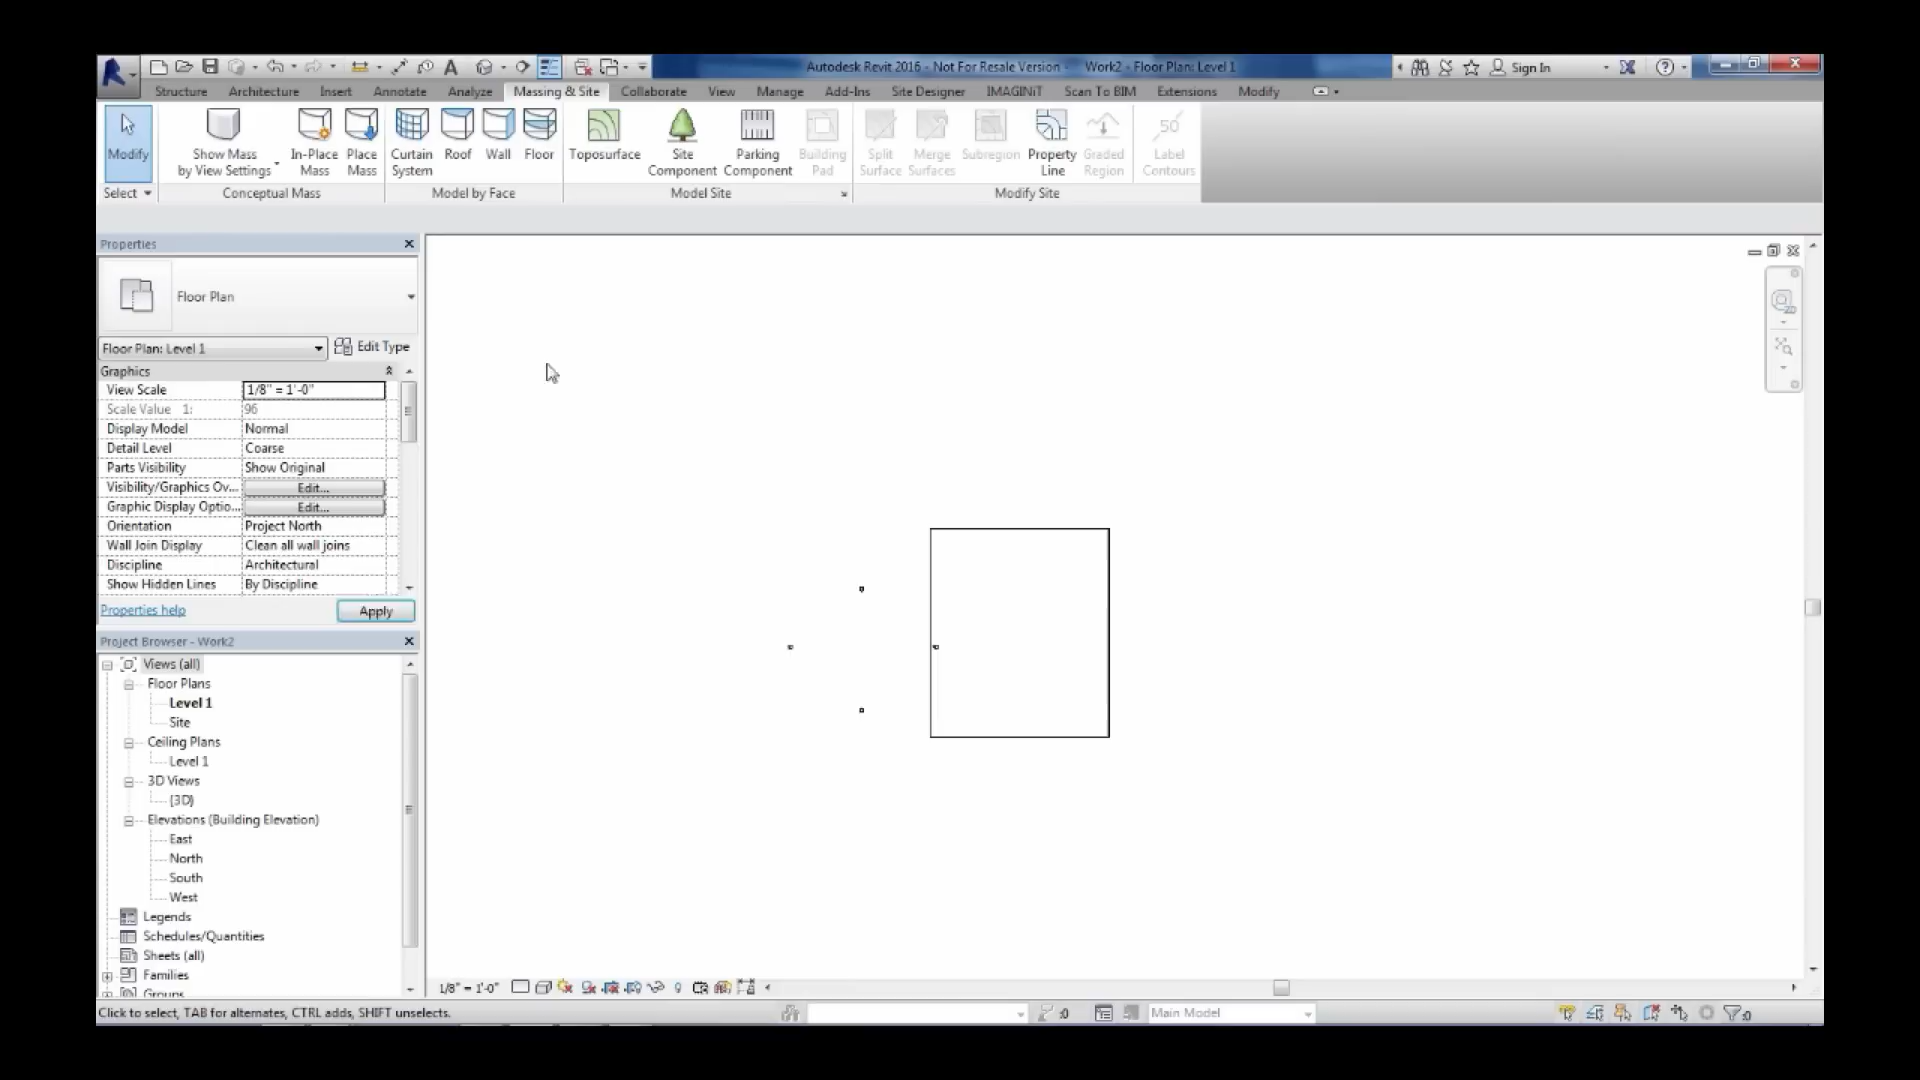 Autodesk Revit 2016 - Not For Resale Version - Work2 - Floor Plan: Level 1
Sign In
Structure Architecture Insert Annotate Analyze Massing & Site Collaborate View Manage Add-Ins Site Designer IMAGINiT Scan To BIM Extensions Modify
Modify
Show Mass
by View Settings
In-Place
Mass
Place
Mass
Curtain
System
Roof
Wall
Floor
Toposurface
Site
Component
Parking
Component
Building
Pad
Split
Surface
Merge
Surfaces
Subregion
Property
Line
Graded
Region
50
Label
Contours
Select
Conceptual Mass
Model by Face
Model Site
Modify Site
Properties
Floor Plan
Floor Plan: Level 1
Edit Type
Graphics
View Scale 1/8" = 1'-0"
Scale Value 1: 96
Display Model Normal
Detail Level Coarse
Parts Visibility Show Original
Visibility/Graphics Ov... Edit...
Graphic Display Optio... Edit...
Orientation Project North
Wall Join Display Clean all wall joins
Discipline Architectural
Show Hidden Lines By Discipline
Properties help
Apply
Project Browser - Work2
Views (all)
Floor Plans
Level 1
Site
Ceiling Plans
Level 1
3D Views
{3D}
Elevations (Building Elevation)
East
North
South
West
Legends
Schedules/Quantities
Sheets (all)
Families
Groups
1/8" = 1'-0"
Click to select, TAB for alternates, CTRL adds, SHIFT unselects.
:0
Main Model
:0